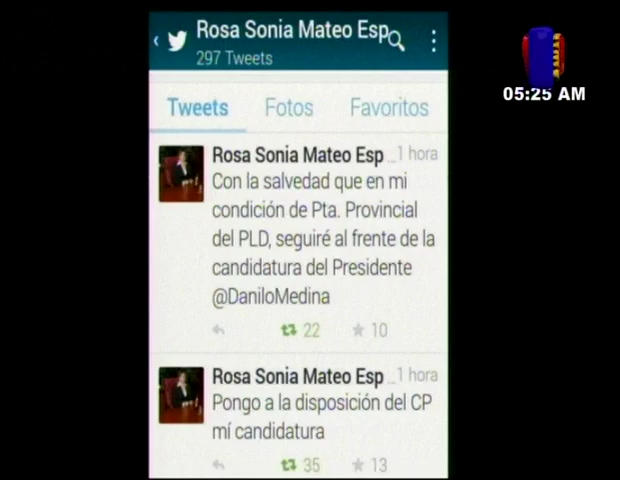 Rosa Sonia Mateo Esp
297 Tweets
05:25 AM
Tweets Fotos Favoritos
Rosa Sonia Mateo Esp... 1 hora
Con la salvedad que en mi
condición de Pta. Provincial
del PLD, seguiré al frente de la
candidatura del Presidente
@DaniloMedina
22 10
Rosa Sonia Mateo Esp... 1 hora
Pongo a la disposición del CP
mí candidatura
35 13